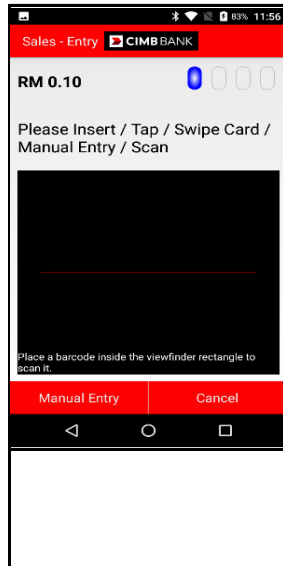 83% 11:56
Sales - Entry CIMB BANK
RM 0.10
Please Insert / Tap / Swipe Card /
Manual Entry / Scan
Place a barcode inside the viewfinder rectangle to
scan it.
Manual Entry Cancel